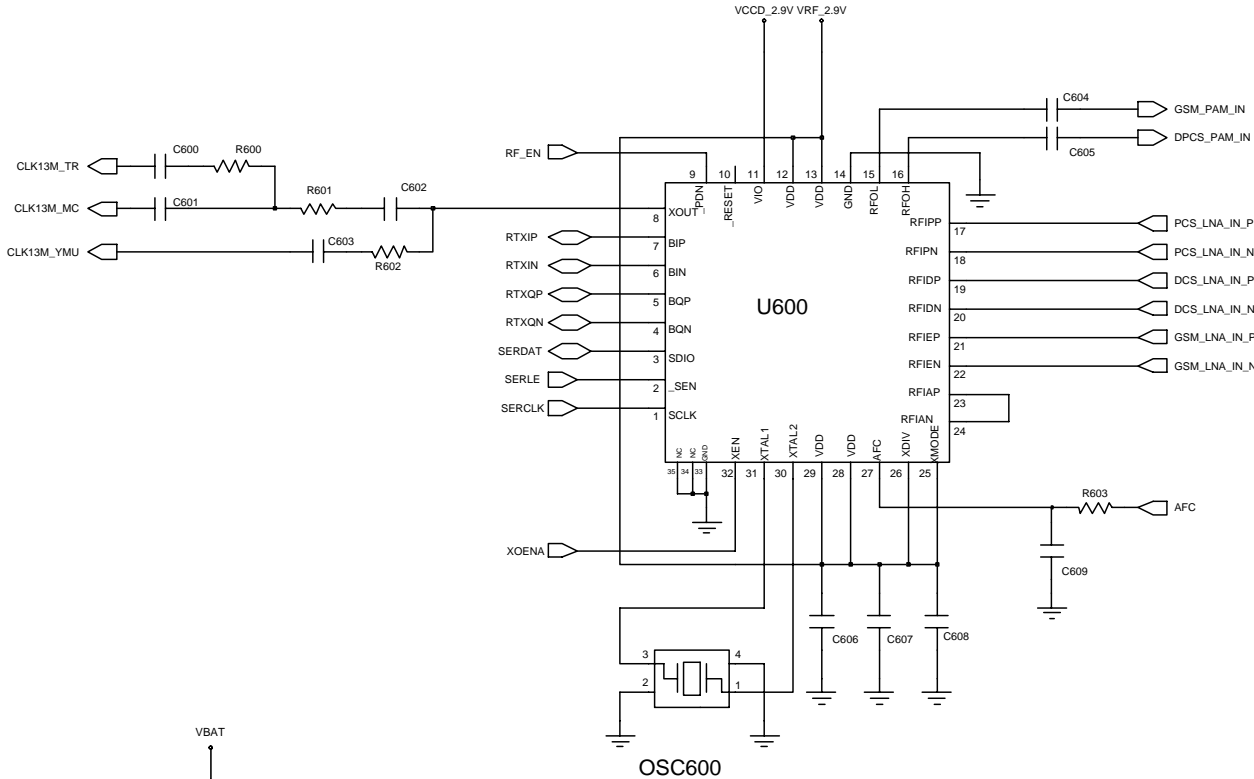 VCCD_2.9V VRF_2.9V
C604
GSM_PAM_IN
DPCS_PAM_IN
C605
C600
R600
CLK13M_TR
RF_EN
9
10
11
12
13
14
15
16
_PDN
_RESET
VIO
VDD
VDD
GND
RFOL
RFOH
CLK13M_MC
C601
R601
C602
XOUT
8
CLK13M_YMU
C603
R602
RTXIP
7
BIP
RTXIN
6
BIN
RTXQP
5
BQP
RTXQN
4
BQN
SERDAT
3
SDIO
SERLE
2
_SEN
SERCLK
1
SCLK
U600
RFIPP
17
PCS_LNA_IN_P
RFIPN
18
PCS_LNA_IN_N
RFIDP
19
DCS_LNA_IN_P
RFIDN
20
DCS_LNA_IN_N
RFIEP
21
GSM_LNA_IN_P
RFIEN
22
GSM_LNA_IN_N
RFIAP
23
RFIAN
24
NC
NC
GND
XEN
XTAL1
XTAL2
VDD
VDD
AFC
XDIV
XMODE
35
34
33
32
31
30
29
28
27
26
25
R603
AFC
XOENA
C609
C606
C607
C608
3
4
2
1
VBAT
OSC600